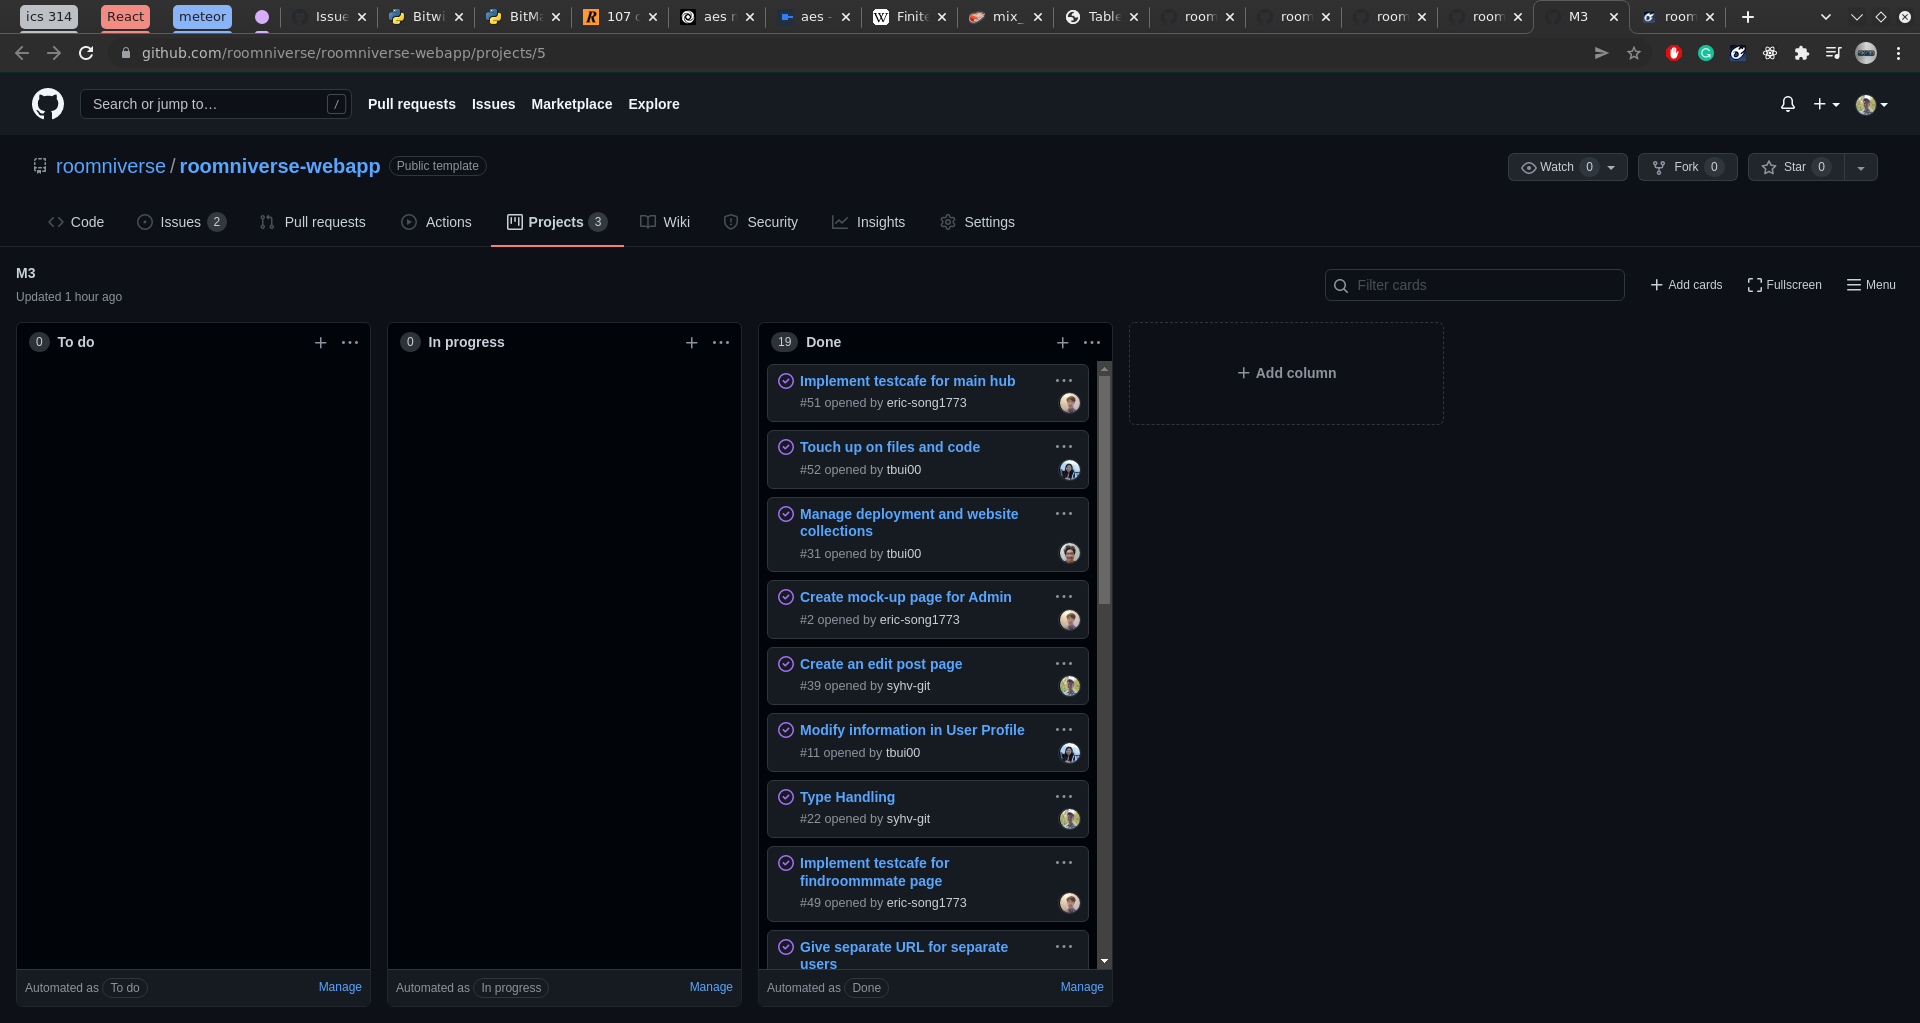 ics 314
React
meteor
Issue
Bitwi
BitMa
107
aes
aes -
Finite
mix_
Table
room
room
room
room
M3
room
github.com/roomniverse/roomniverse-webapp/projects/5
Search or jump to…
/
Pull requests
Issues
Marketplace
Explore
roomniverse / roomniverse-webapp
Public template
Watch 0
Fork 0
Star 0
Code
Issues 2
Pull requests
Actions
Projects 3
Wiki
Security
Insights
Settings
M3
Updated 1 hour ago
Filter cards
Add cards
Fullscreen
Menu
0 To do
Automated as To do
Manage
0 In progress
Automated as In progress
Manage
19 Done
Implement testcafe for main hub
#51 opened by eric-song1773
Touch up on files and code
#52 opened by tbui00
Manage deployment and website
collections
#31 opened by tbui00
Create mock-up page for Admin
#2 opened by eric-song1773
Create an edit post page
#39 opened by syhv-git
Modify information in User Profile
#11 opened by tbui00
Type Handling
#22 opened by syhv-git
Implement testcafe for
findroommmate page
#49 opened by eric-song1773
Give separate URL for separate
users
Automated as Done
Manage
Add column